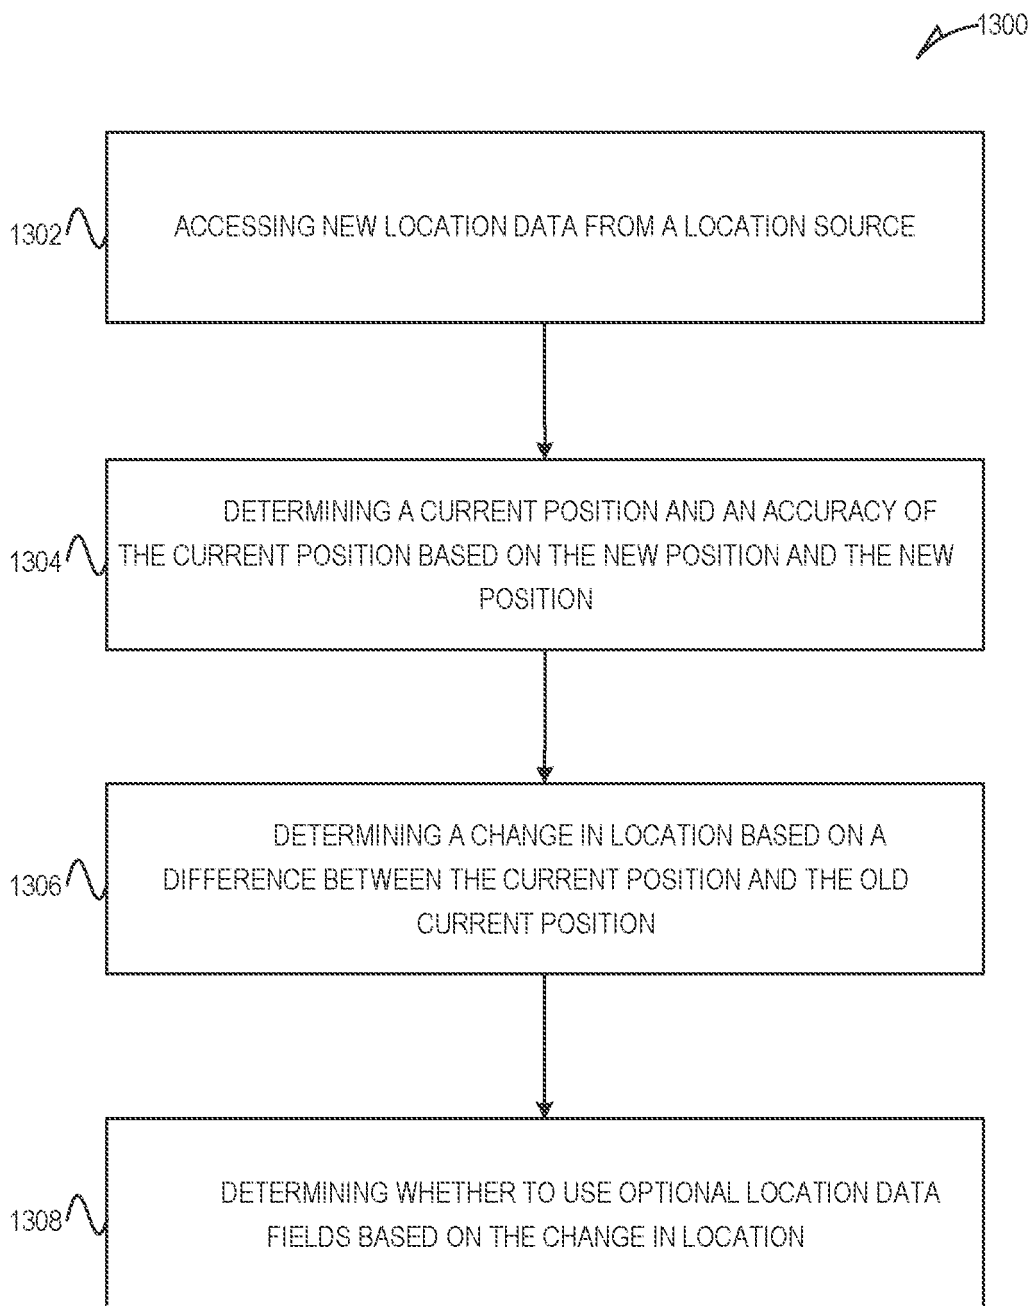 1300
1302
ACCESSING NEW LOCATION DATA FROM A LOCATION SOURCE
DETERMINING A CURRENT POSITION AND AN ACCURACY OF
1304
THE CURRENT POSITION BASED ON THE NEW POSITION AND THE NEW
POSITION
DETERMINING A CHANGE IN LOCATION BASED ON A
1306
DIFFERENCE BETWEEN THE CURRENT POSITION AND THE OLD
CURRENT POSITION
1308
DETERMINING WHETHER TO USE OPTIONAL LOCATION DATA
FIELDS BASED ON THE CHANGE IN LOCATION